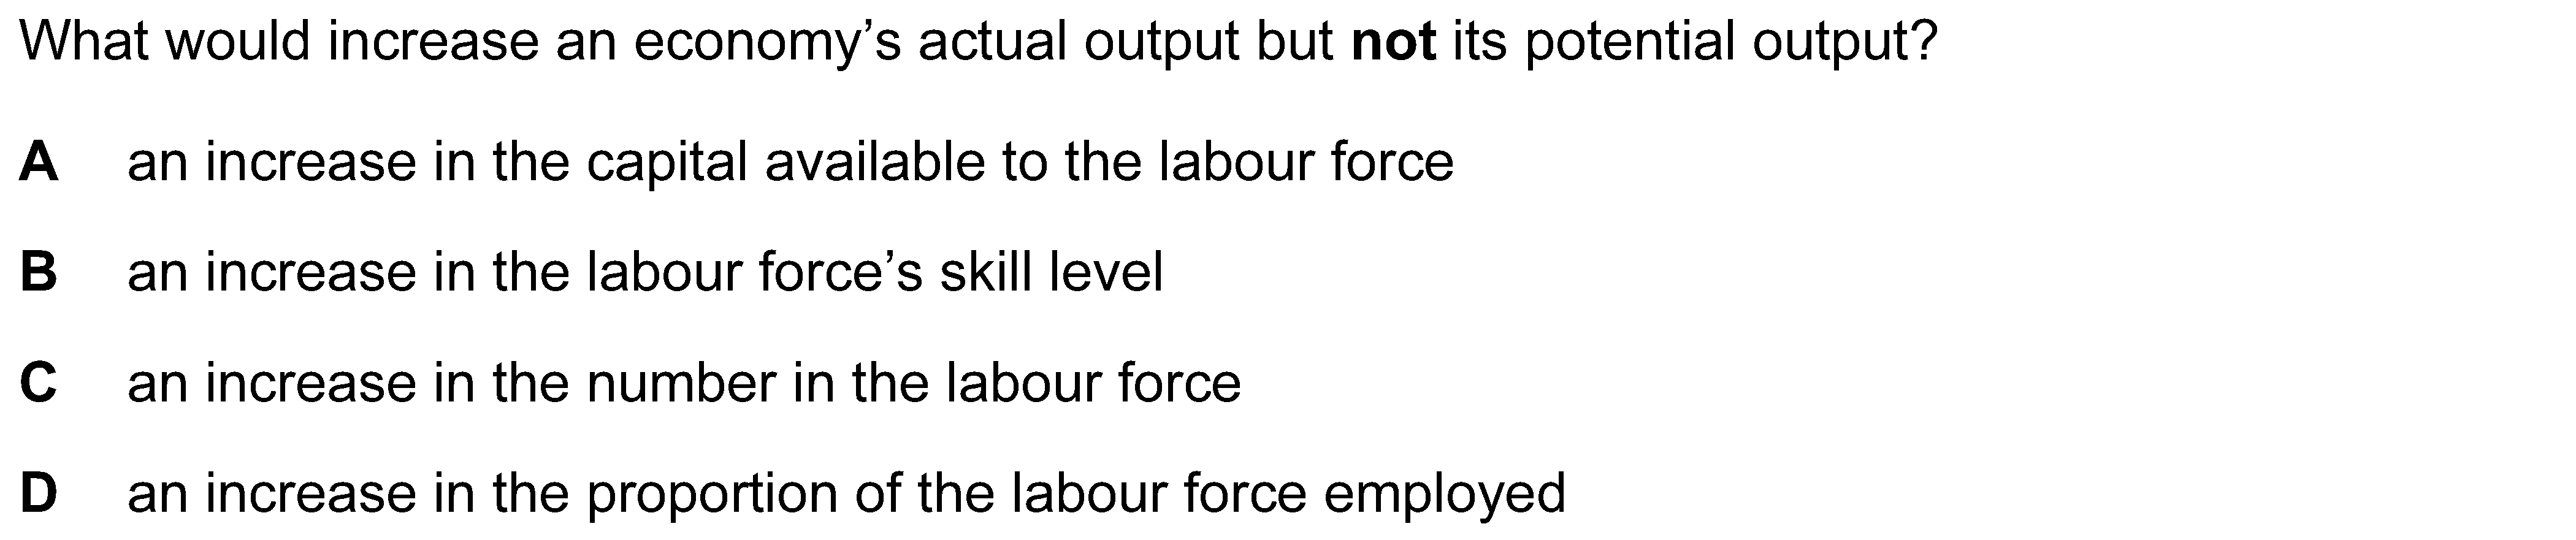 What would increase an economy’s actual output but not its potential output?
A an increase in the capital available to the labour force
B an increase in the labour force’s skill level
C an increase in the number in the labour force
D an increase in the proportion of the labour force employed